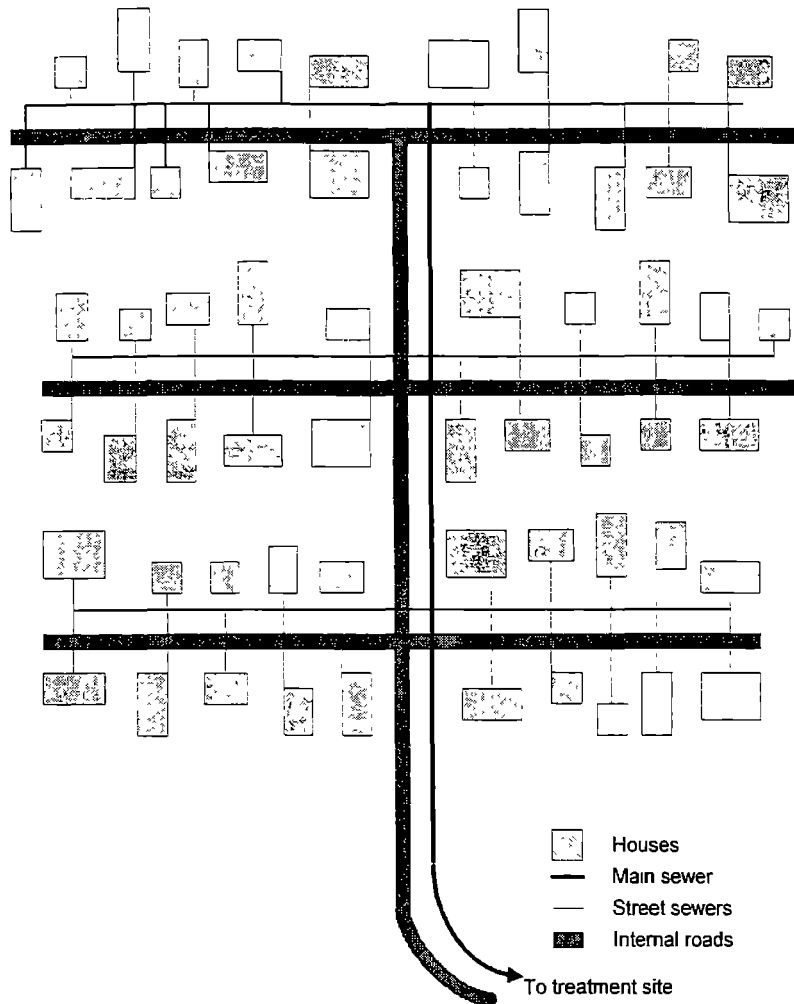 Houses
Main sewer
Street sewers
Internal roads
To treatment site